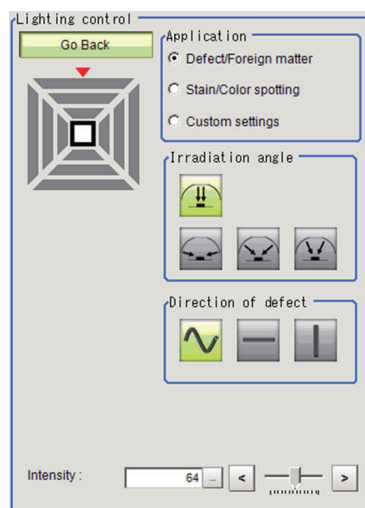 Lighting control
Go Back
Application
Defect/Foreign matter
Stain/Color spotting
Custom settings
Irradiation angle
Direction of defect
Intensity :
64 ...
< >